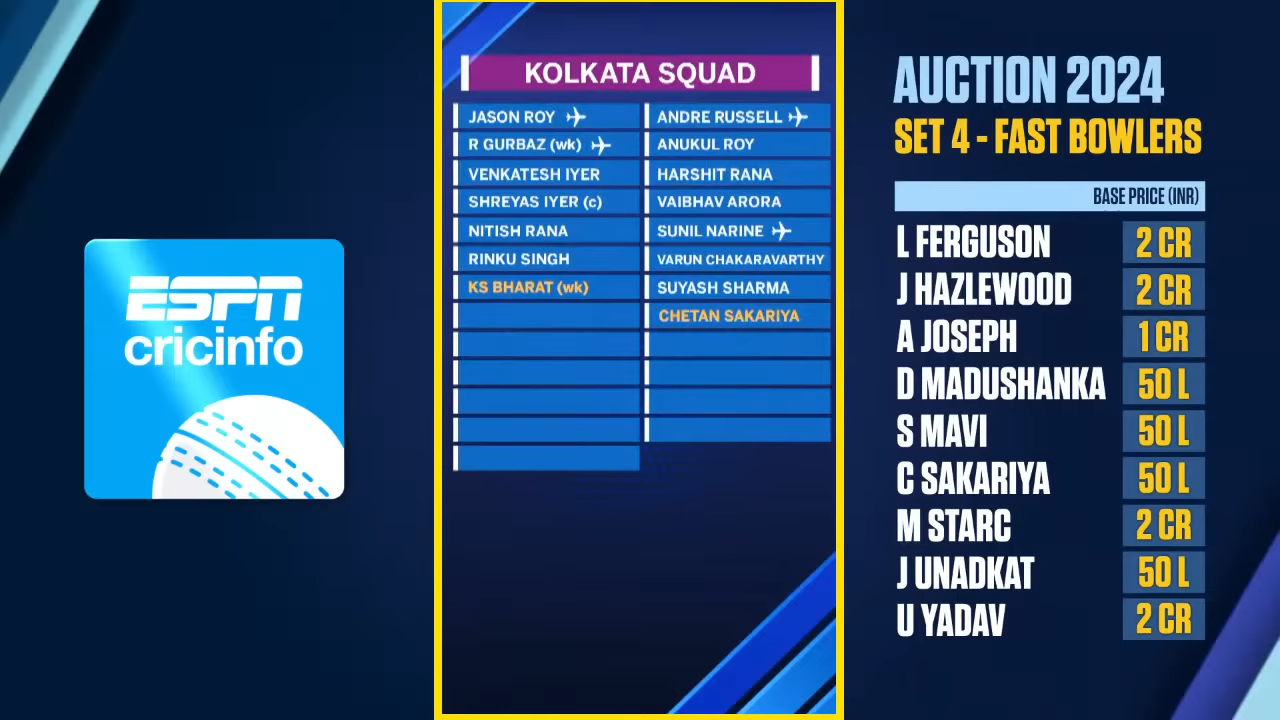 ESPN
cricinfo
KOLKATA SQUAD
JASON ROY
R GURBAZ (wk)
VENKATESH IYER
SHREYAS IYER (c)
NITISH RANA
RINKU SINGH
KS BHARAT (wk)
ANDRE RUSSELL
ANUKUL ROY
HARSHIT RANA
VAIBHAV ARORA
SUNIL NARINE
VARUN CHAKARAVARTHY
SUYASH SHARMA
CHETAN SAKARIYA
AUCTION 2024
SET 4 - FAST BOWLERS
BASE PRICE (INR)
L FERGUSON 2 CR
J HAZLEWOOD 2 CR
A JOSEPH 1 CR
D MADUSHANKA 50 L
S MAVI 50 L
C SAKARIYA 50 L
M STARC 2 CR
J UNADKAT 50 L
U YADAV 2 CR